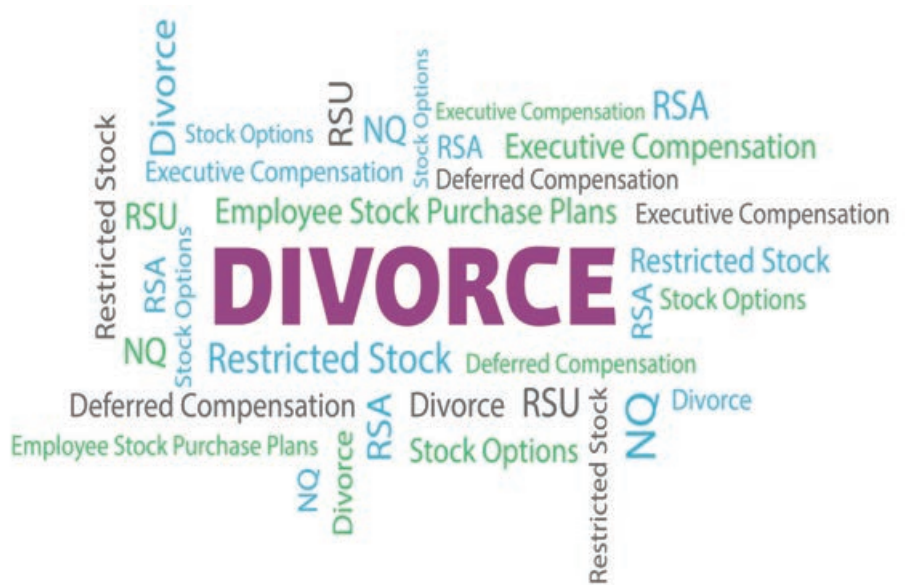 Divorce
Stock Options
RSU
NQ
Stock Options
Executive Compensation
RSA
RSA
Executive Compensation
Executive Compensation
Deferred Compensation
Restricted Stock
RSU
Employee Stock Purchase Plans
Executive Compensation
RSA
Stock Options
DIVORCE
Restricted Stock
RSA
Stock Options
NQ
Restricted Stock
Deferred Compensation
Deferred Compensation
RSA
Divorce
RSU
Restricted Stock
NQ
Divorce
Employee Stock Purchase Plans
NQ
Divorce
Stock Options